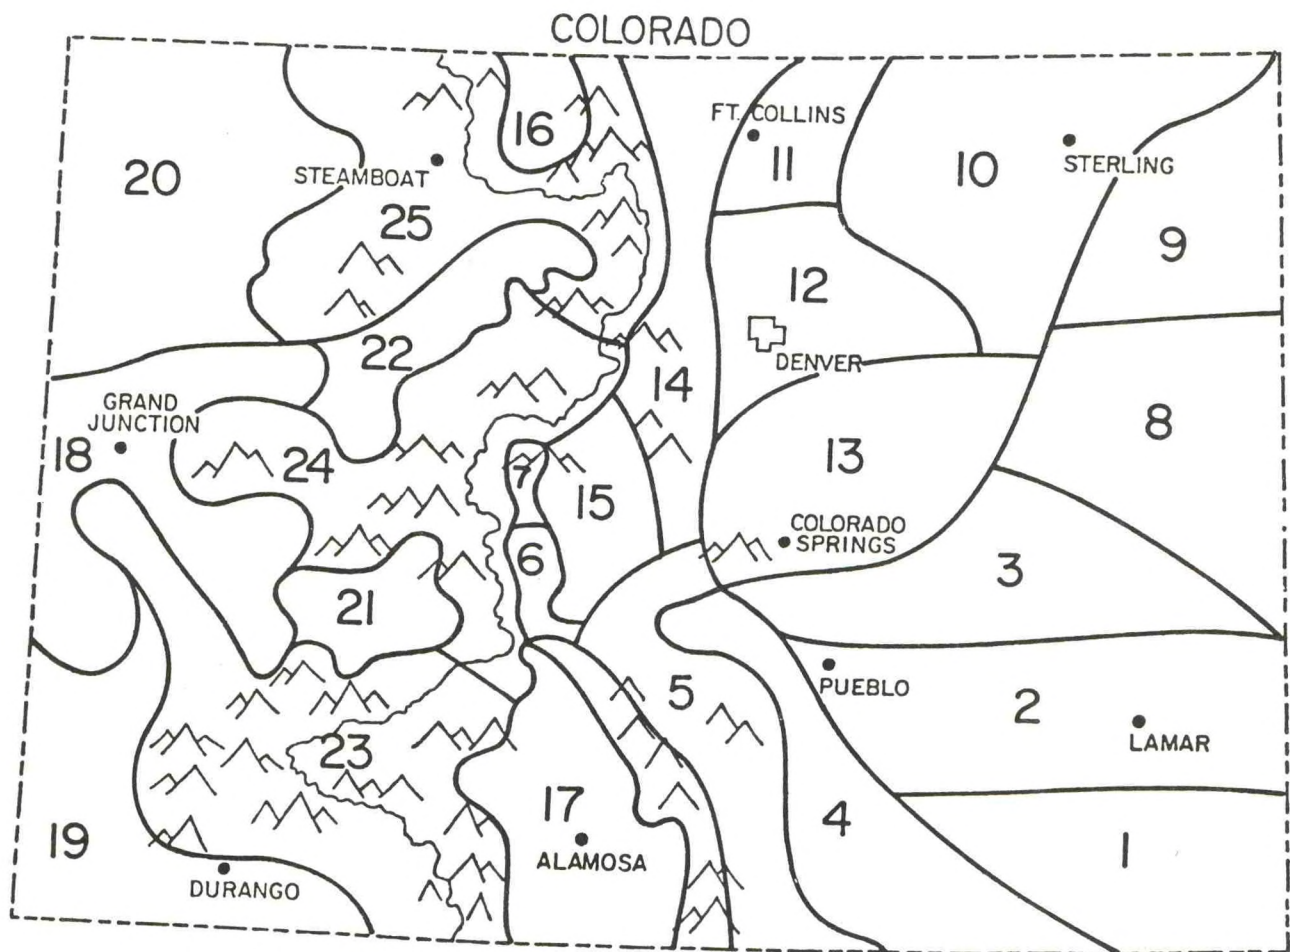 COLORADO
16
FT. COLLINS
11
10
STERLING
20
STEAMBOAT
25
9
12
22
DENVER
14
GRAND
JUNCTION
18
24
7
15
13
8
COLORADO
SPRINGS
6
3
21
5
PUEBLO
2
LAMAR
23
17
ALAMOSA
4
1
19
DURANGO